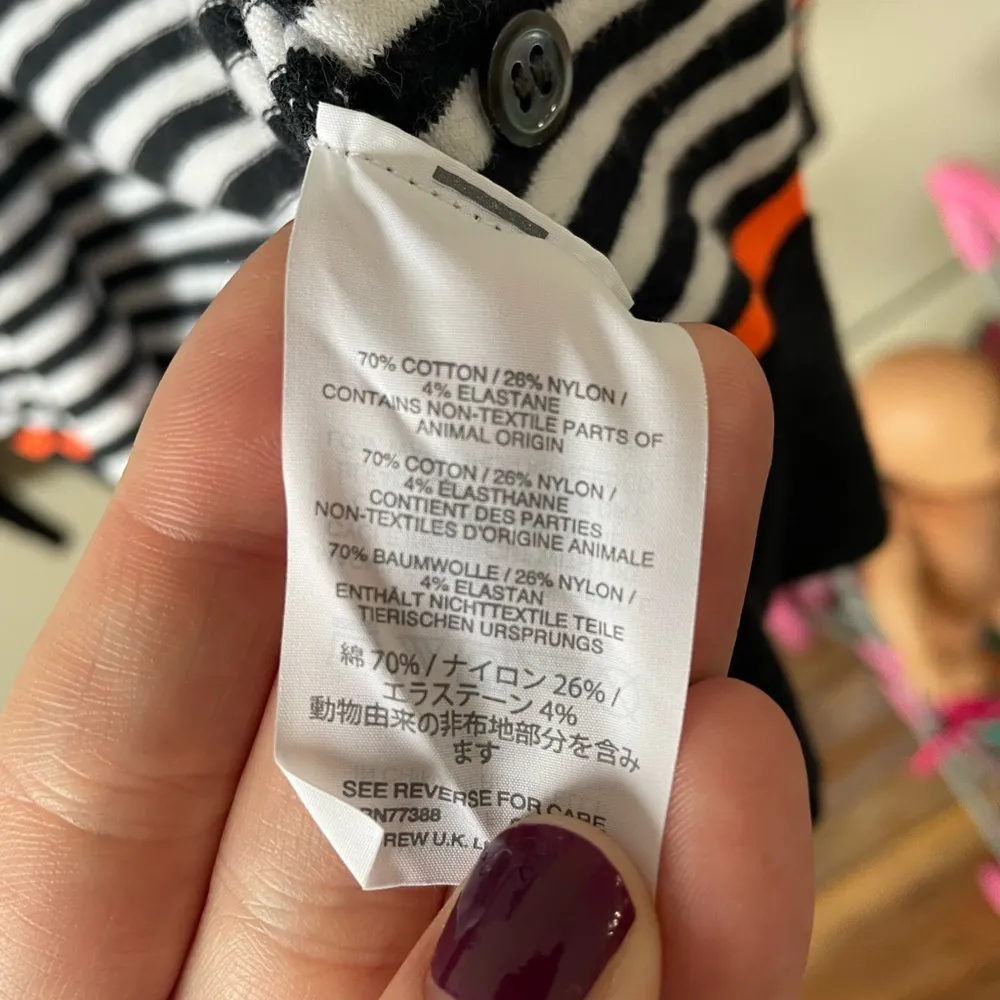 70% COTTON / 26% NYLON /
4% ELASTANE
CONTAINS NON-TEXTILE PARTS OF
ANIMAL ORIGIN
70% COTON / 26% NYLON /
4% ELASTHANNE
CONTIENT DES PARTIES
NON-TEXTILES D'ORIGINE ANIMALE
70% BAUMWOLLE / 26% NYLON /
4% ELASTAN
ENTHÄLT NICHTTEXTILE TEILE
TIERISCHEN URSPRUNGS
綿 70% / ナイロン 26% /
エラステーン 4%
動物由来の非布地部分を含み
ます
SEE REVERSE FOR CARE
RN77388
REW U.K.